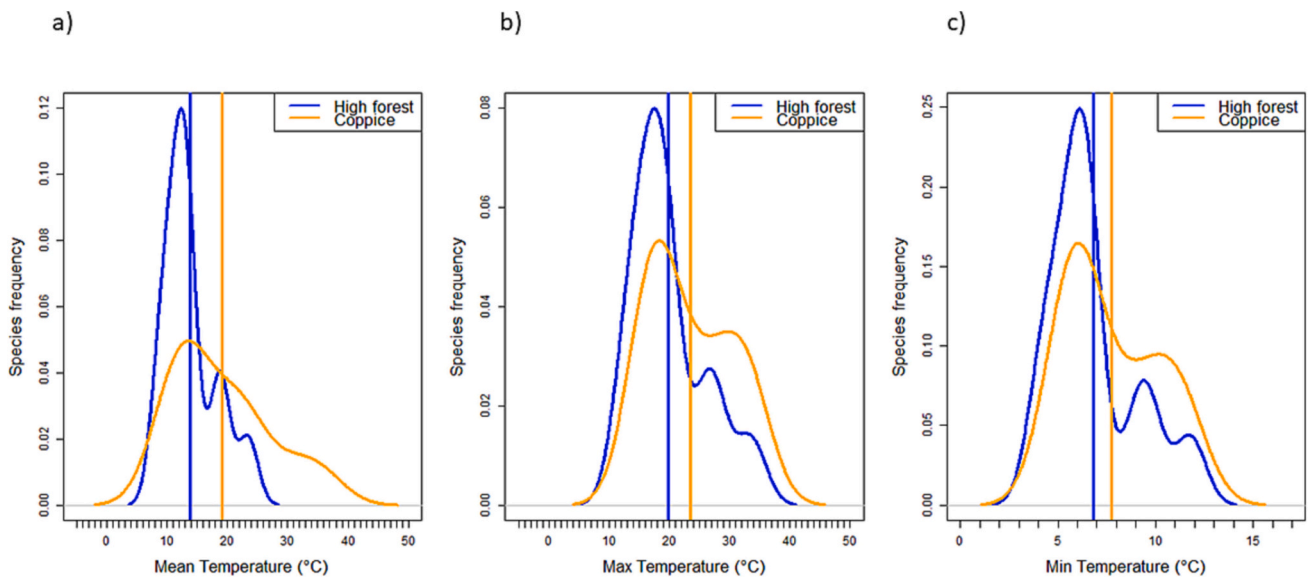 a)
b)
c)
High forest
Coppice
High forest
Coppice
High forest
Coppice
Species frequency
0.00 0.02 0.04 0.06 0.08 0.10 0.12
Species frequency
0.00 0.02 0.04 0.06 0.08
Species frequency
0.00 0.05 0.10 0.15 0.20 0.25
0 10 20 30 40 50
0 10 20 30 40 50
0 5 10 15
Mean Temperature (°C)
Max Temperature (°C)
Min Temperature (°C)